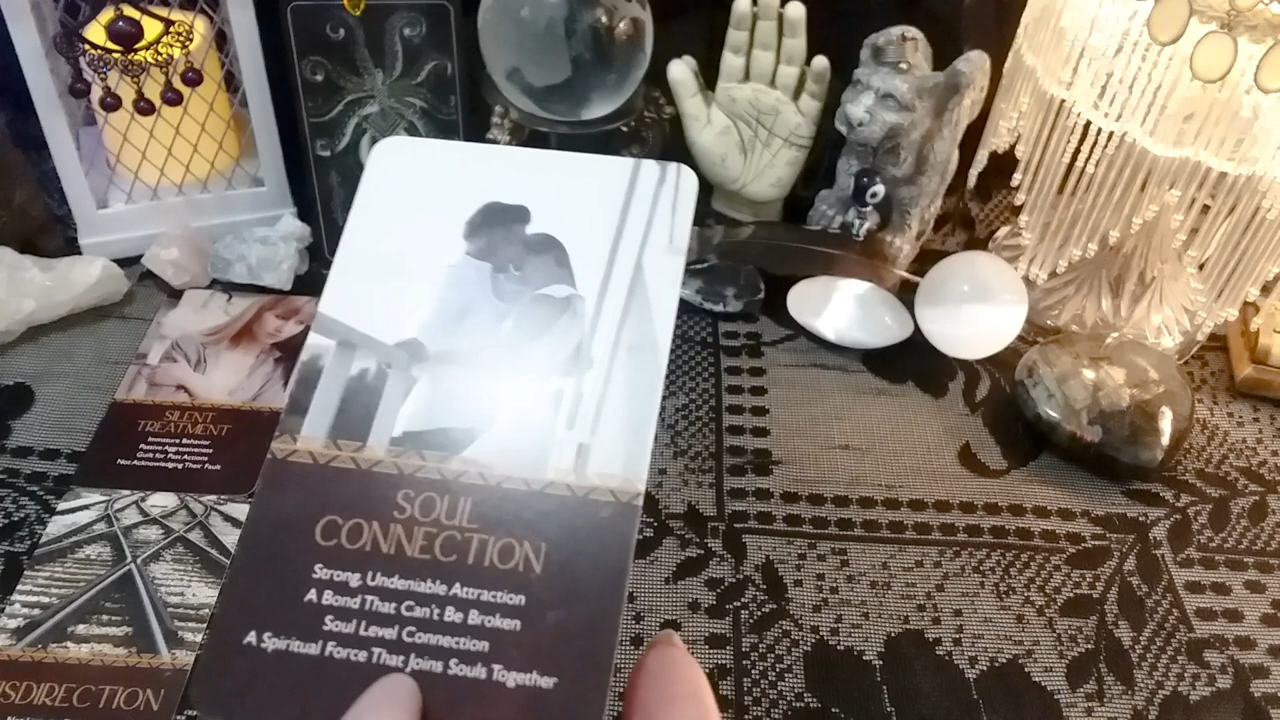 SILENT
TREATMENT
Immature Behavior
Passive Aggressiveness
Guilt for Past Actions
Not Acknowledging Their Fault
SOUL
CONNECTION
Strong, Undeniable Attraction
A Bond That Can't Be Broken
Soul Level Connection
A Spiritual Force That Joins Souls Together
ISDIRECTION